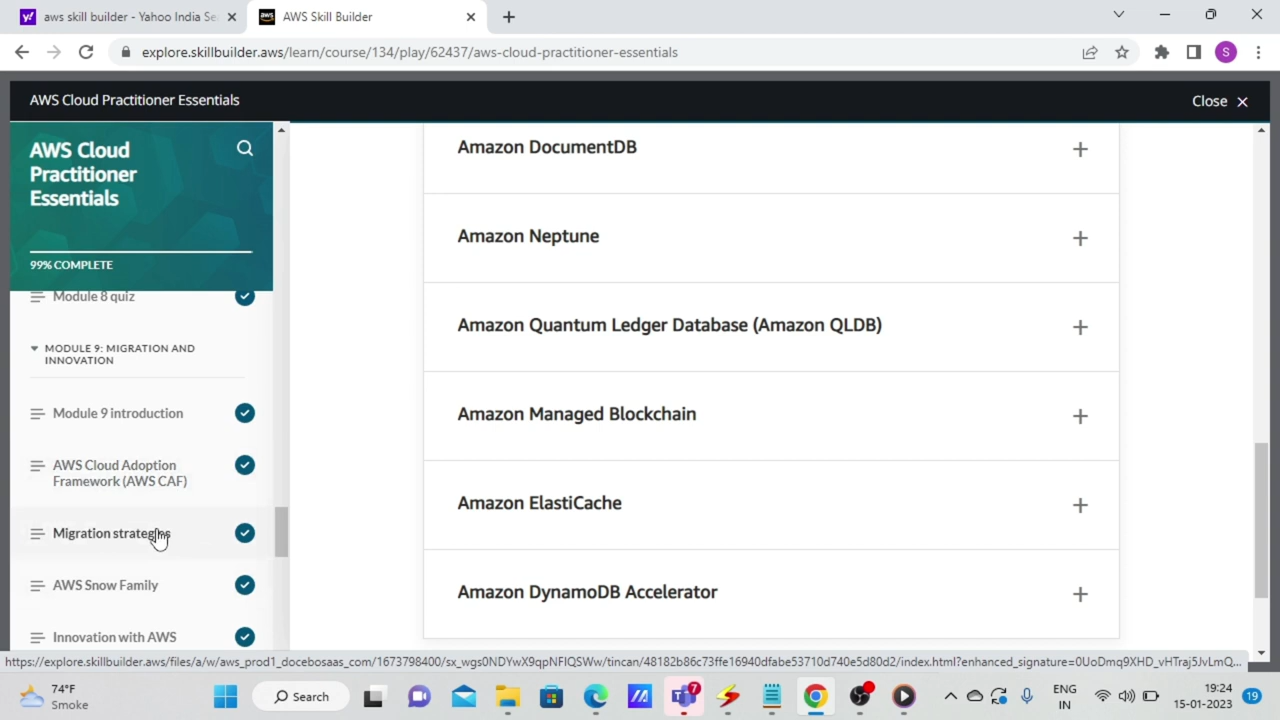 aws skill builder - Yahoo India Se
AWS Skill Builder
explore.skillbuilder.aws/learn/course/134/play/62437/aws-cloud-practitioner-essentials
S
AWS Cloud Practitioner Essentials
Close
AWS Cloud
Practitioner
Essentials
99% COMPLETE
Module 8 quiz
MODULE 9: MIGRATION AND
INNOVATION
Module 9 introduction
AWS Cloud Adoption
Framework (AWS CAF)
Migration strategies
AWS Snow Family
Innovation with AWS
Amazon DocumentDB
Amazon Neptune
Amazon Quantum Ledger Database (Amazon QLDB)
Amazon Managed Blockchain
Amazon ElastiCache
Amazon DynamoDB Accelerator
https://explore.skillbuilder.aws/files/a/w/aws_prod1_docebosaas_com/1673798400/sx_wgs0NDYwX9qpNFIQSWw/tincan/48182b86c73ffe16940dfabe53710d740e5d80d2/index.html?enhanced_signature=0UoDmq9XHD_vHTraj5JvLmQ...
74°F
Smoke
Search
7
ENG
IN
19:24
15-01-2023
19